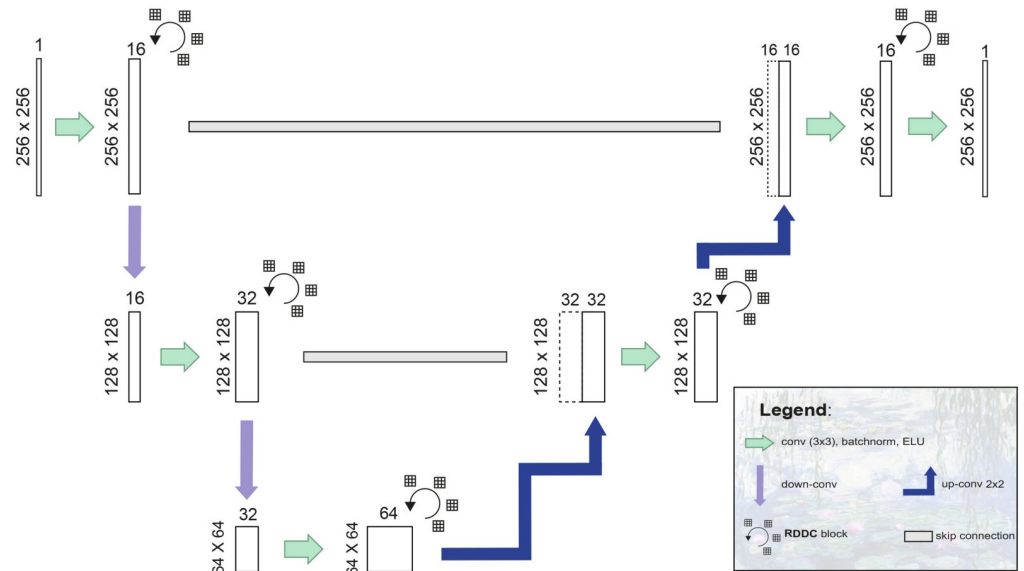 1
256 x 256
16
256 x 256
16 16
256 x 256
16
256 x 256
1
256 x 256
16
128 x 128
32
128 x 128
32 32
128 x 128
32
128 x 128
32
64 X 64
64
64 X 64
Legend:
conv (3x3), batchnorm, ELU
down-conv
up-conv 2x2
RDDC block
skip connection